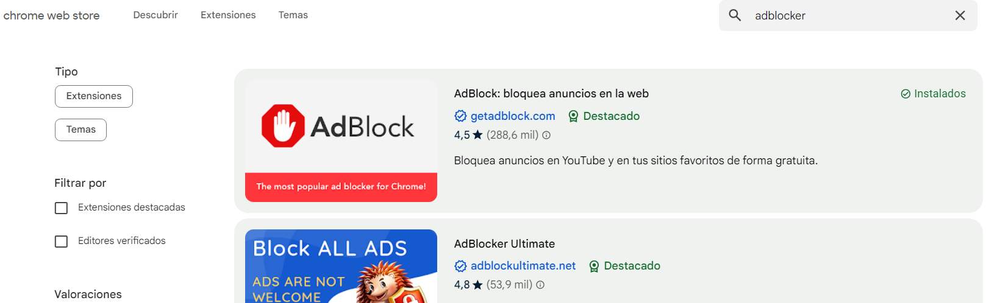 chrome web store
Descubrir
Extensiones
Temas
adblocker
Tipo
Extensiones
Temas
Filtrar por
Extensiones destacadas
Editores verificados
Valoraciones
AdBlock
The most popular ad blocker for Chrome!
AdBlock: bloquea anuncios en la web
Instalados
getadblock.com
Destacado
4,5 ★ (288,6 mil)
Bloquea anuncios en YouTube y en tus sitios favoritos de forma gratuita.
Block ALL ADS
ADS ARE NOT
WELCOME
AdBlocker Ultimate
adblockultimate.net
Destacado
4,8 ★ (53,9 mil)